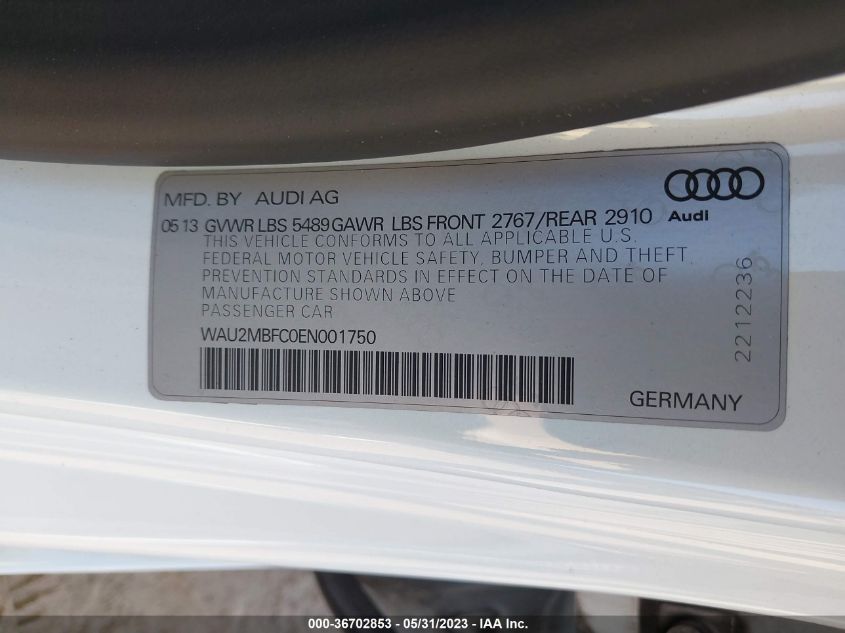 MFD. BY AUDI AG
0513 GVWR LBS 5489 GAWR LBS FRONT 2767/REAR 2910
Audi
THIS VEHICLE CONFORMS TO ALL APPLICABLE U.S.
FEDERAL MOTOR VEHICLE SAFETY, BUMPER AND THEFT
PREVENTION STANDARDS IN EFFECT ON THE DATE OF
MANUFACTURE SHOWN ABOVE
PASSENGER CAR
WAU2MBFC0EN001750
GERMANY
2212236
000-36702853 - 05/31/2023 - IAA Inc.